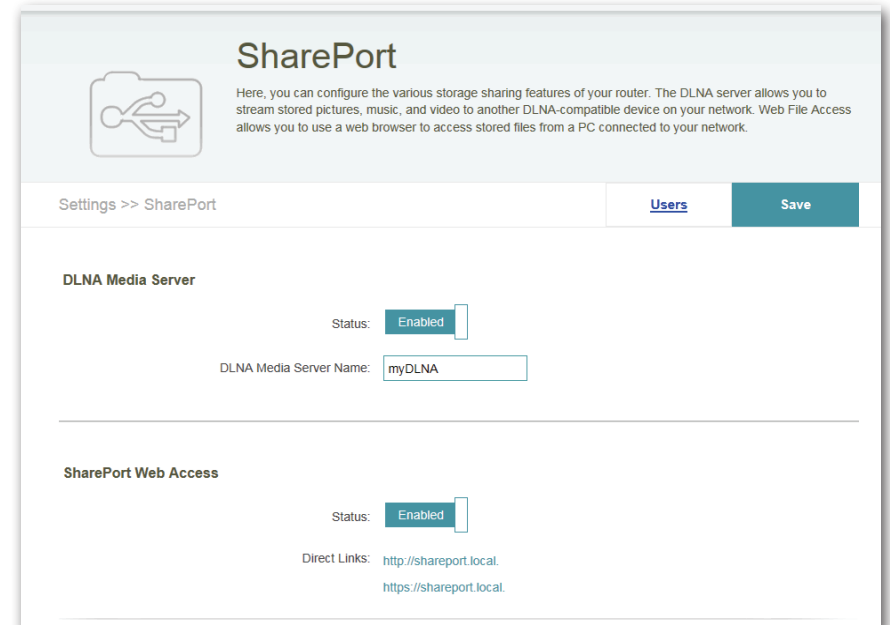 SharePort
Here, you can configure the various storage sharing features of your router. The DLNA server allows you to
stream stored pictures, music, and video to another DLNA-compatible device on your network. Web File Access
allows you to use a web browser to access stored files from a PC connected to your network.
Settings >> SharePort
Users
Save
DLNA Media Server
Status: Enabled
DLNA Media Server Name: myDLNA
SharePort Web Access
Status: Enabled
Direct Links: http://shareport.local.
https://shareport.local.